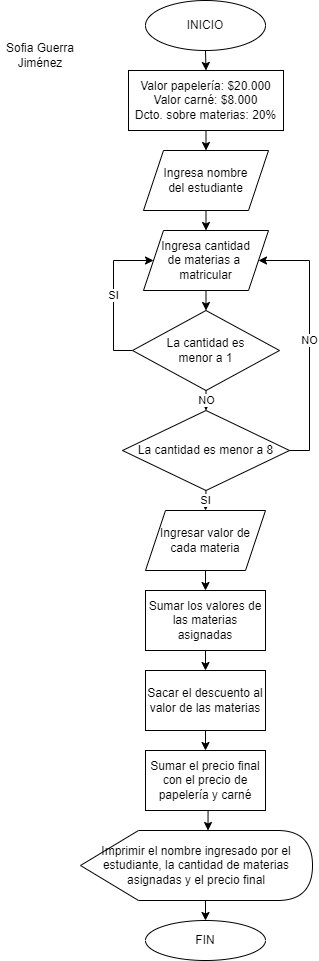 Sofia Guerra
Jiménez
INICIO
Valor papelería: $20.000
Valor carné: $8.000
Dcto. sobre materias: 20%
Ingresa nombre
del estudiante
Ingresa cantidad
de materias a
matricular
SI
La cantidad es
menor a 1
NO
NO
La cantidad es menor a 8
SI
Ingresar valor de
cada materia
Sumar los valores de
las materias
asignadas
Sacar el descuento al
valor de las materias
Sumar el precio final
con el precio de
papelería y carné
Imprimir el nombre ingresado por el
estudiante, la cantidad de materias
asignadas y el precio final
FIN